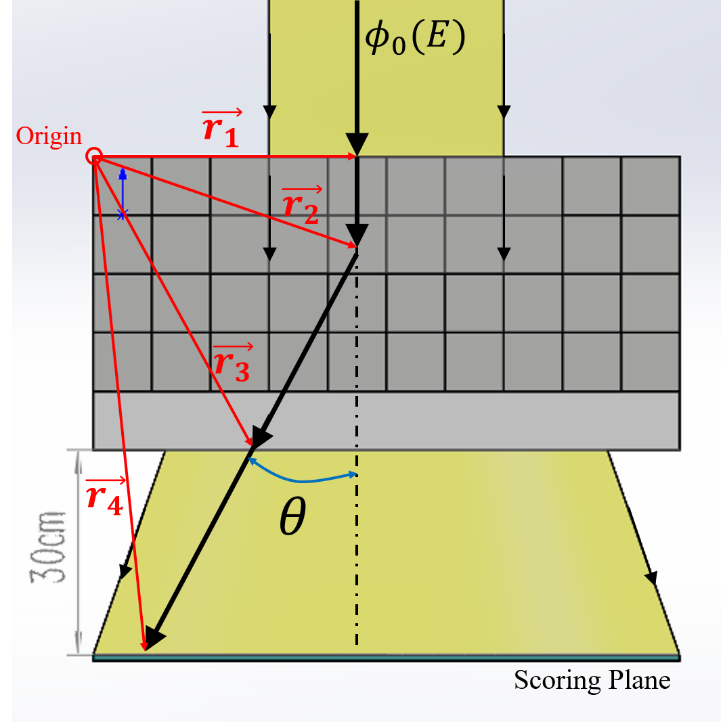 ϕ₀(E)
Origin
r₁
r₂
r₃
r₄
θ
30cm
Scoring Plane